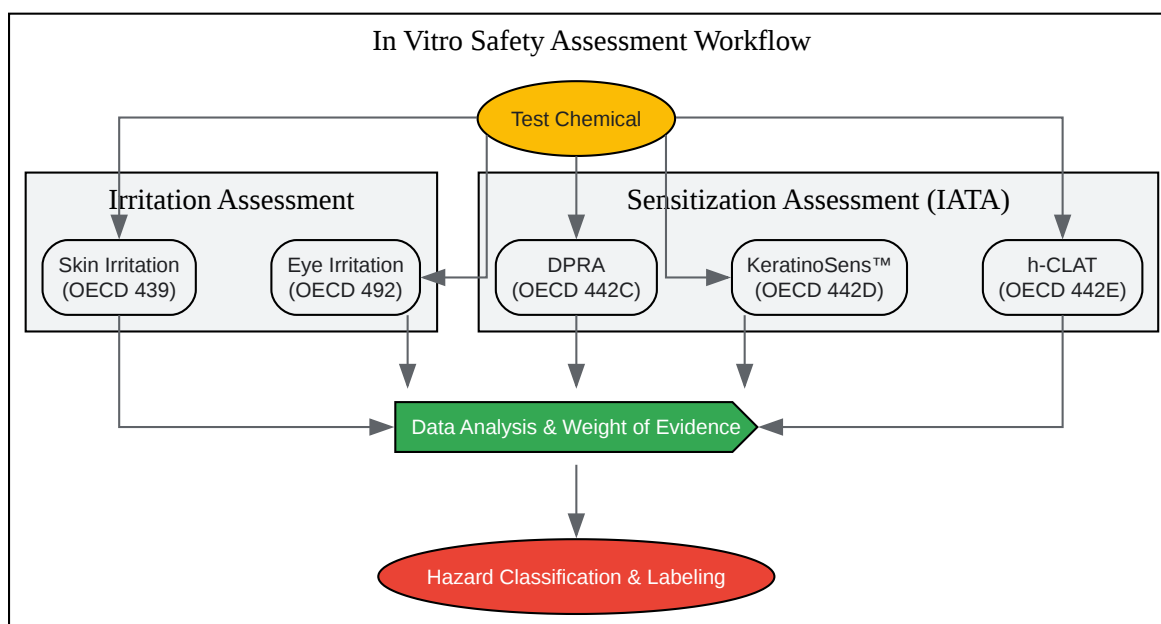 In Vitro Safety Assessment Workflow
Test Chemical
Irritation Assessment
Sensitization Assessment (IATA)
Skin Irritation
(OECD 439)
Eye Irritation
(OECD 492)
DPRA
(OECD 442C)
KeratinoSens™
(OECD 442D)
h-CLAT
(OECD 442E)
Data Analysis & Weight of Evidence
Hazard Classification & Labeling